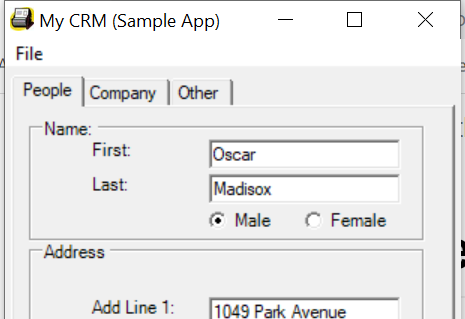 My CRM (Sample App)
File
People Company Other
Name:
First: Oscar
Last: Madisox
Male Female
Address
Add Line 1: 1049 Park Avenue